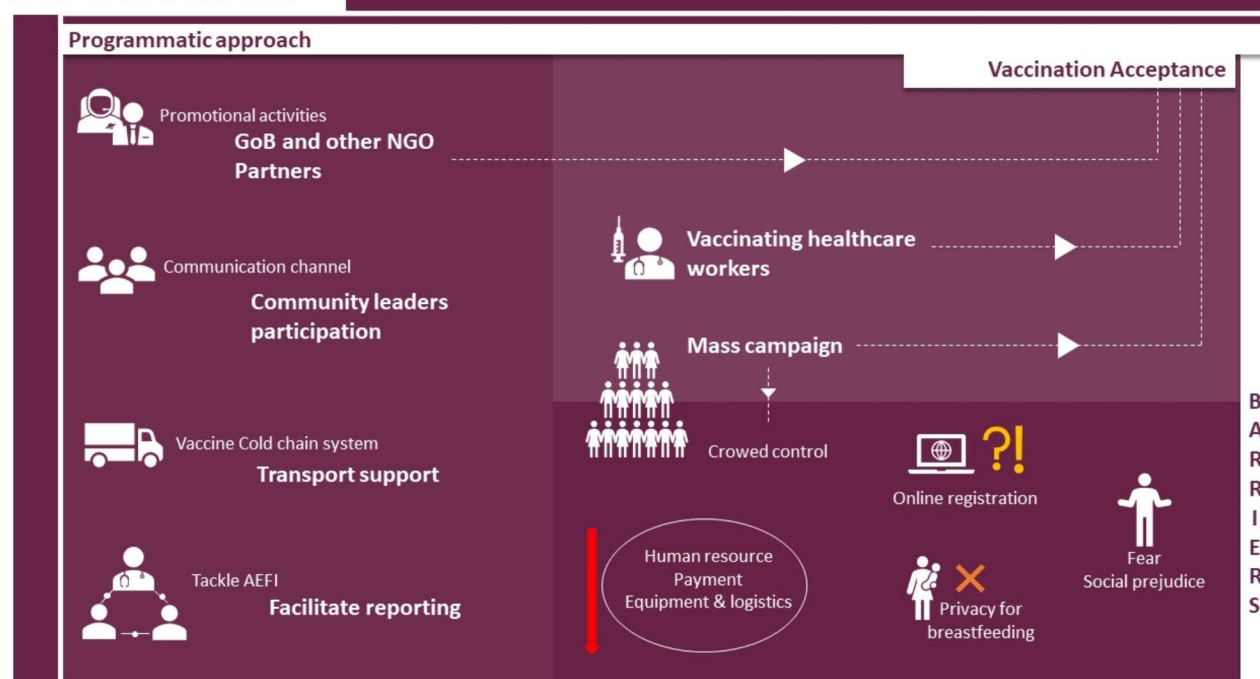 Programmatic approach
Vaccination Acceptance
Promotional activities
GoB and other NGO
Partners
Vaccinating healthcare
workers
Communication channel
Community leaders
participation
Mass campaign
Vaccine Cold chain system
Transport support
Crowed control
?!
Online registration
Tackle AEFI
Facilitate reporting
Human resource
Payment
Equipment & logistics
Privacy for
breastfeeding
Fear
Social prejudice
B
A
R
R
I
E
R
S